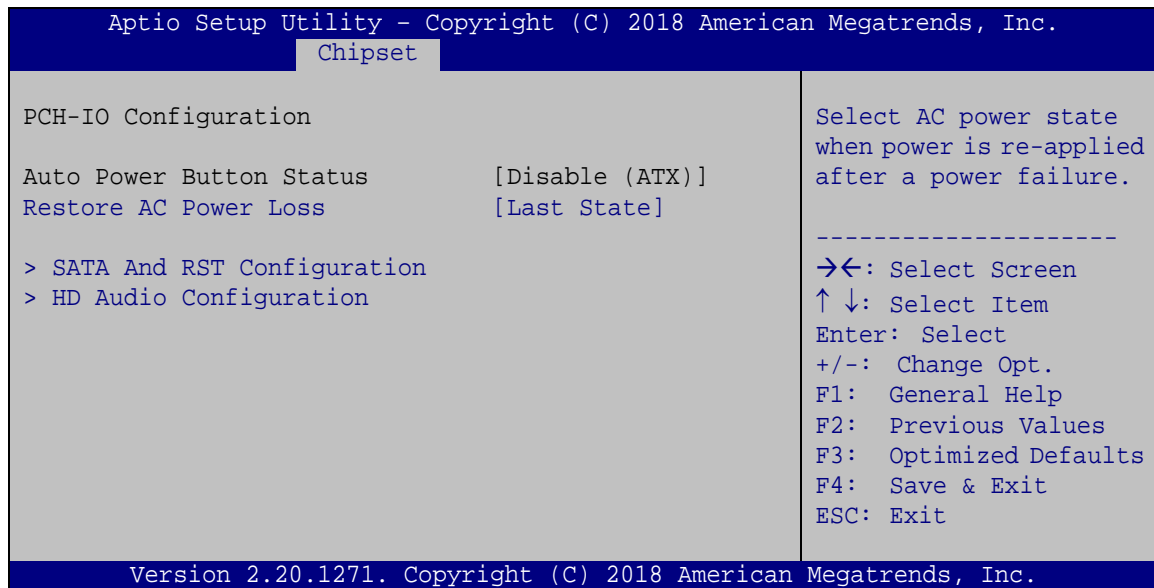 Aptio Setup Utility – Copyright (C) 2018 American Megatrends, Inc.
Chipset
PCH-IO Configuration
Auto Power Button Status [Disable (ATX)]
Restore AC Power Loss [Last State]
> SATA And RST Configuration
> HD Audio Configuration
Select AC power state
when power is re-applied
after a power failure.
---------------------
→←: Select Screen
↑ ↓: Select Item
Enter: Select
+/-: Change Opt.
F1: General Help
F2: Previous Values
F3: Optimized Defaults
F4: Save & Exit
ESC: Exit
Version 2.20.1271. Copyright (C) 2018 American Megatrends, Inc.